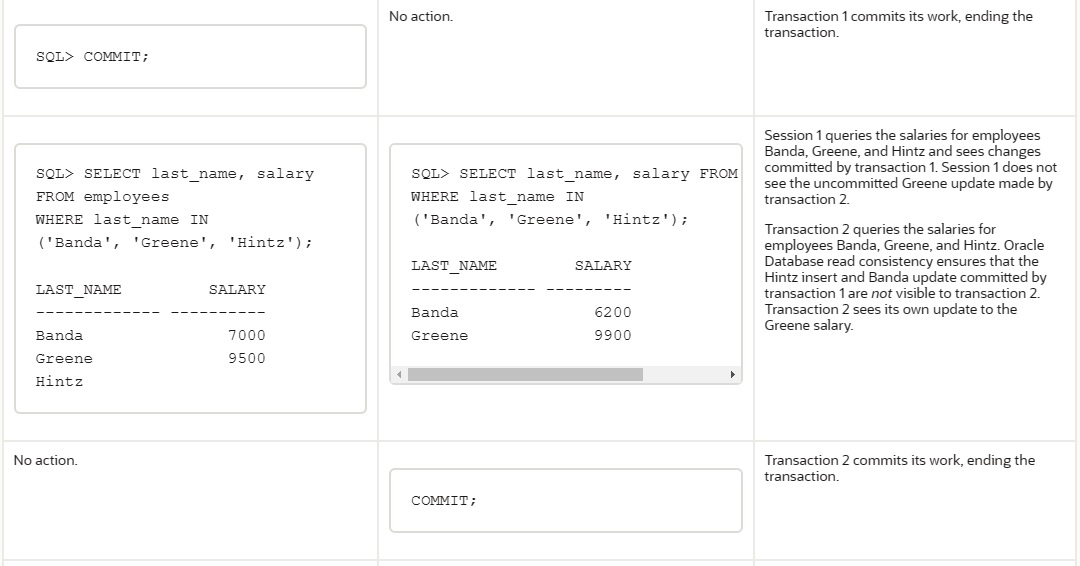 No action.
Transaction 1 commits its work, ending the
transaction.
SQL> COMMIT;
SQL> SELECT last_name, salary
FROM employees
WHERE last_name IN
('Banda', 'Greene', 'Hintz');
LAST_NAME SALARY
------------- ----------
Banda 7000
Greene 9500
Hintz
SQL> SELECT last_name, salary FROM
WHERE last_name IN
('Banda', 'Greene', 'Hintz');
LAST_NAME SALARY
------------- ---------
Banda 6200
Greene 9900
Session 1 queries the salaries for employees
Banda, Greene, and Hintz and sees changes
committed by transaction 1. Session 1 does not
see the uncommitted Greene update made by
transaction 2.
Transaction 2 queries the salaries for
employees Banda, Greene, and Hintz. Oracle
Database read consistency ensures that the
Hintz insert and Banda update committed by
transaction 1 are not visible to transaction 2.
Transaction 2 sees its own update to the
Greene salary.
No action.
COMMIT;
Transaction 2 commits its work, ending the
transaction.